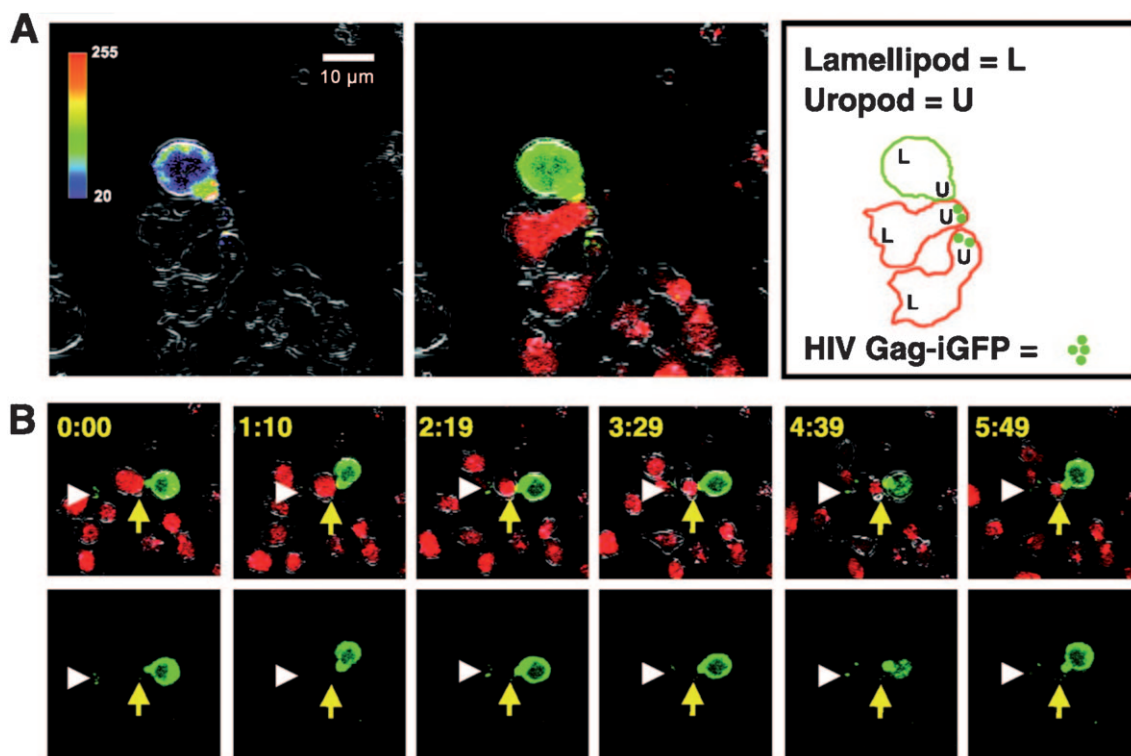 A
255
20
10 µm
Lamellipod = L
Uropod = U
L
U
U
L
U
L
HIV Gag-iGFP =
B
0:00 1:10 2:19 3:29 4:39 5:49